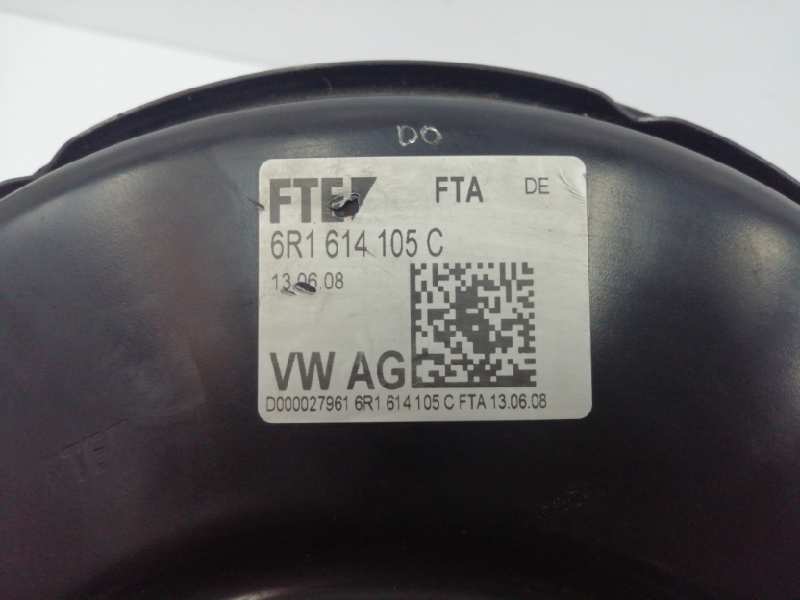 DO
FTE FTA DE
6R1 614 105 C
13.06.08
VW AG
D000027961 6R1 614 105 C FTA 13.06.08
FTE